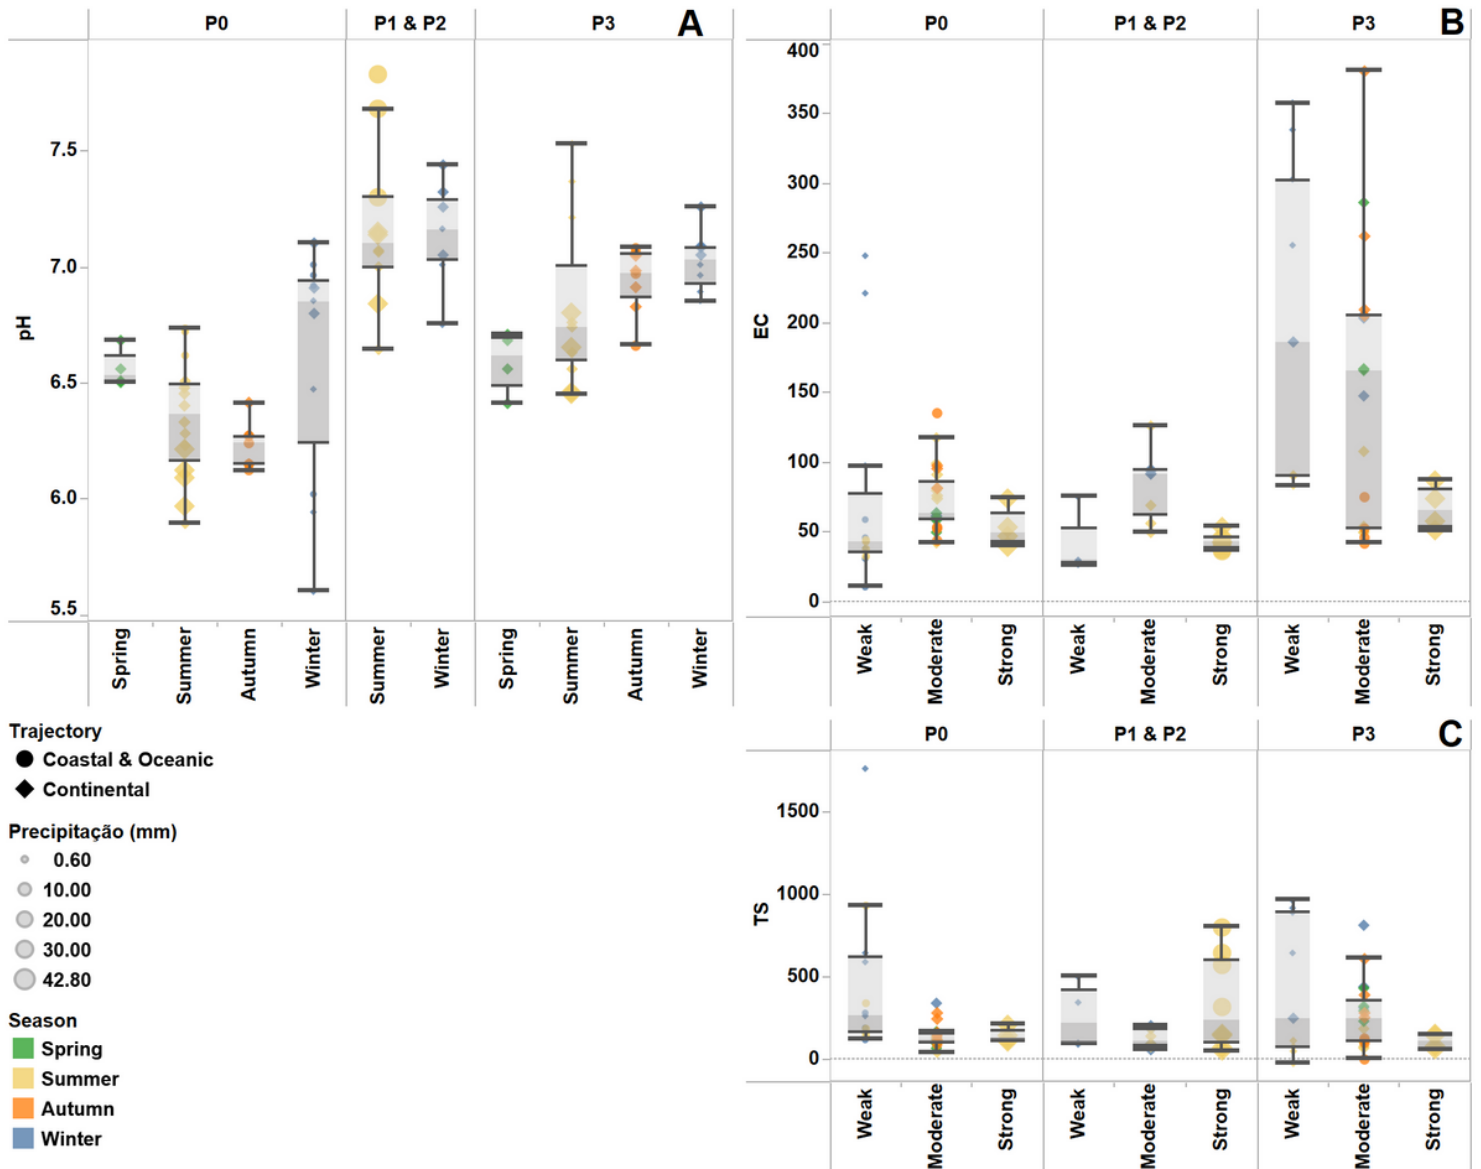 P0 P1 & P2 P3 A
pH
7.5
7.0
6.5
6.0
5.5
Spring Summer Autumn Winter Summer Winter Spring Summer Autumn Winter
P0 P1 & P2 P3 B
EC
400
350
300
250
200
150
100
50
0
Weak Moderate Strong Weak Moderate Strong Weak Moderate Strong
Trajectory
Coastal & Oceanic
Continental
Precipitação (mm)
0.60
10.00
20.00
30.00
42.80
Season
Spring
Summer
Autumn
Winter
P0 P1 & P2 P3 C
TS
1500
1000
500
0
Weak Moderate Strong Weak Moderate Strong Weak Moderate Strong